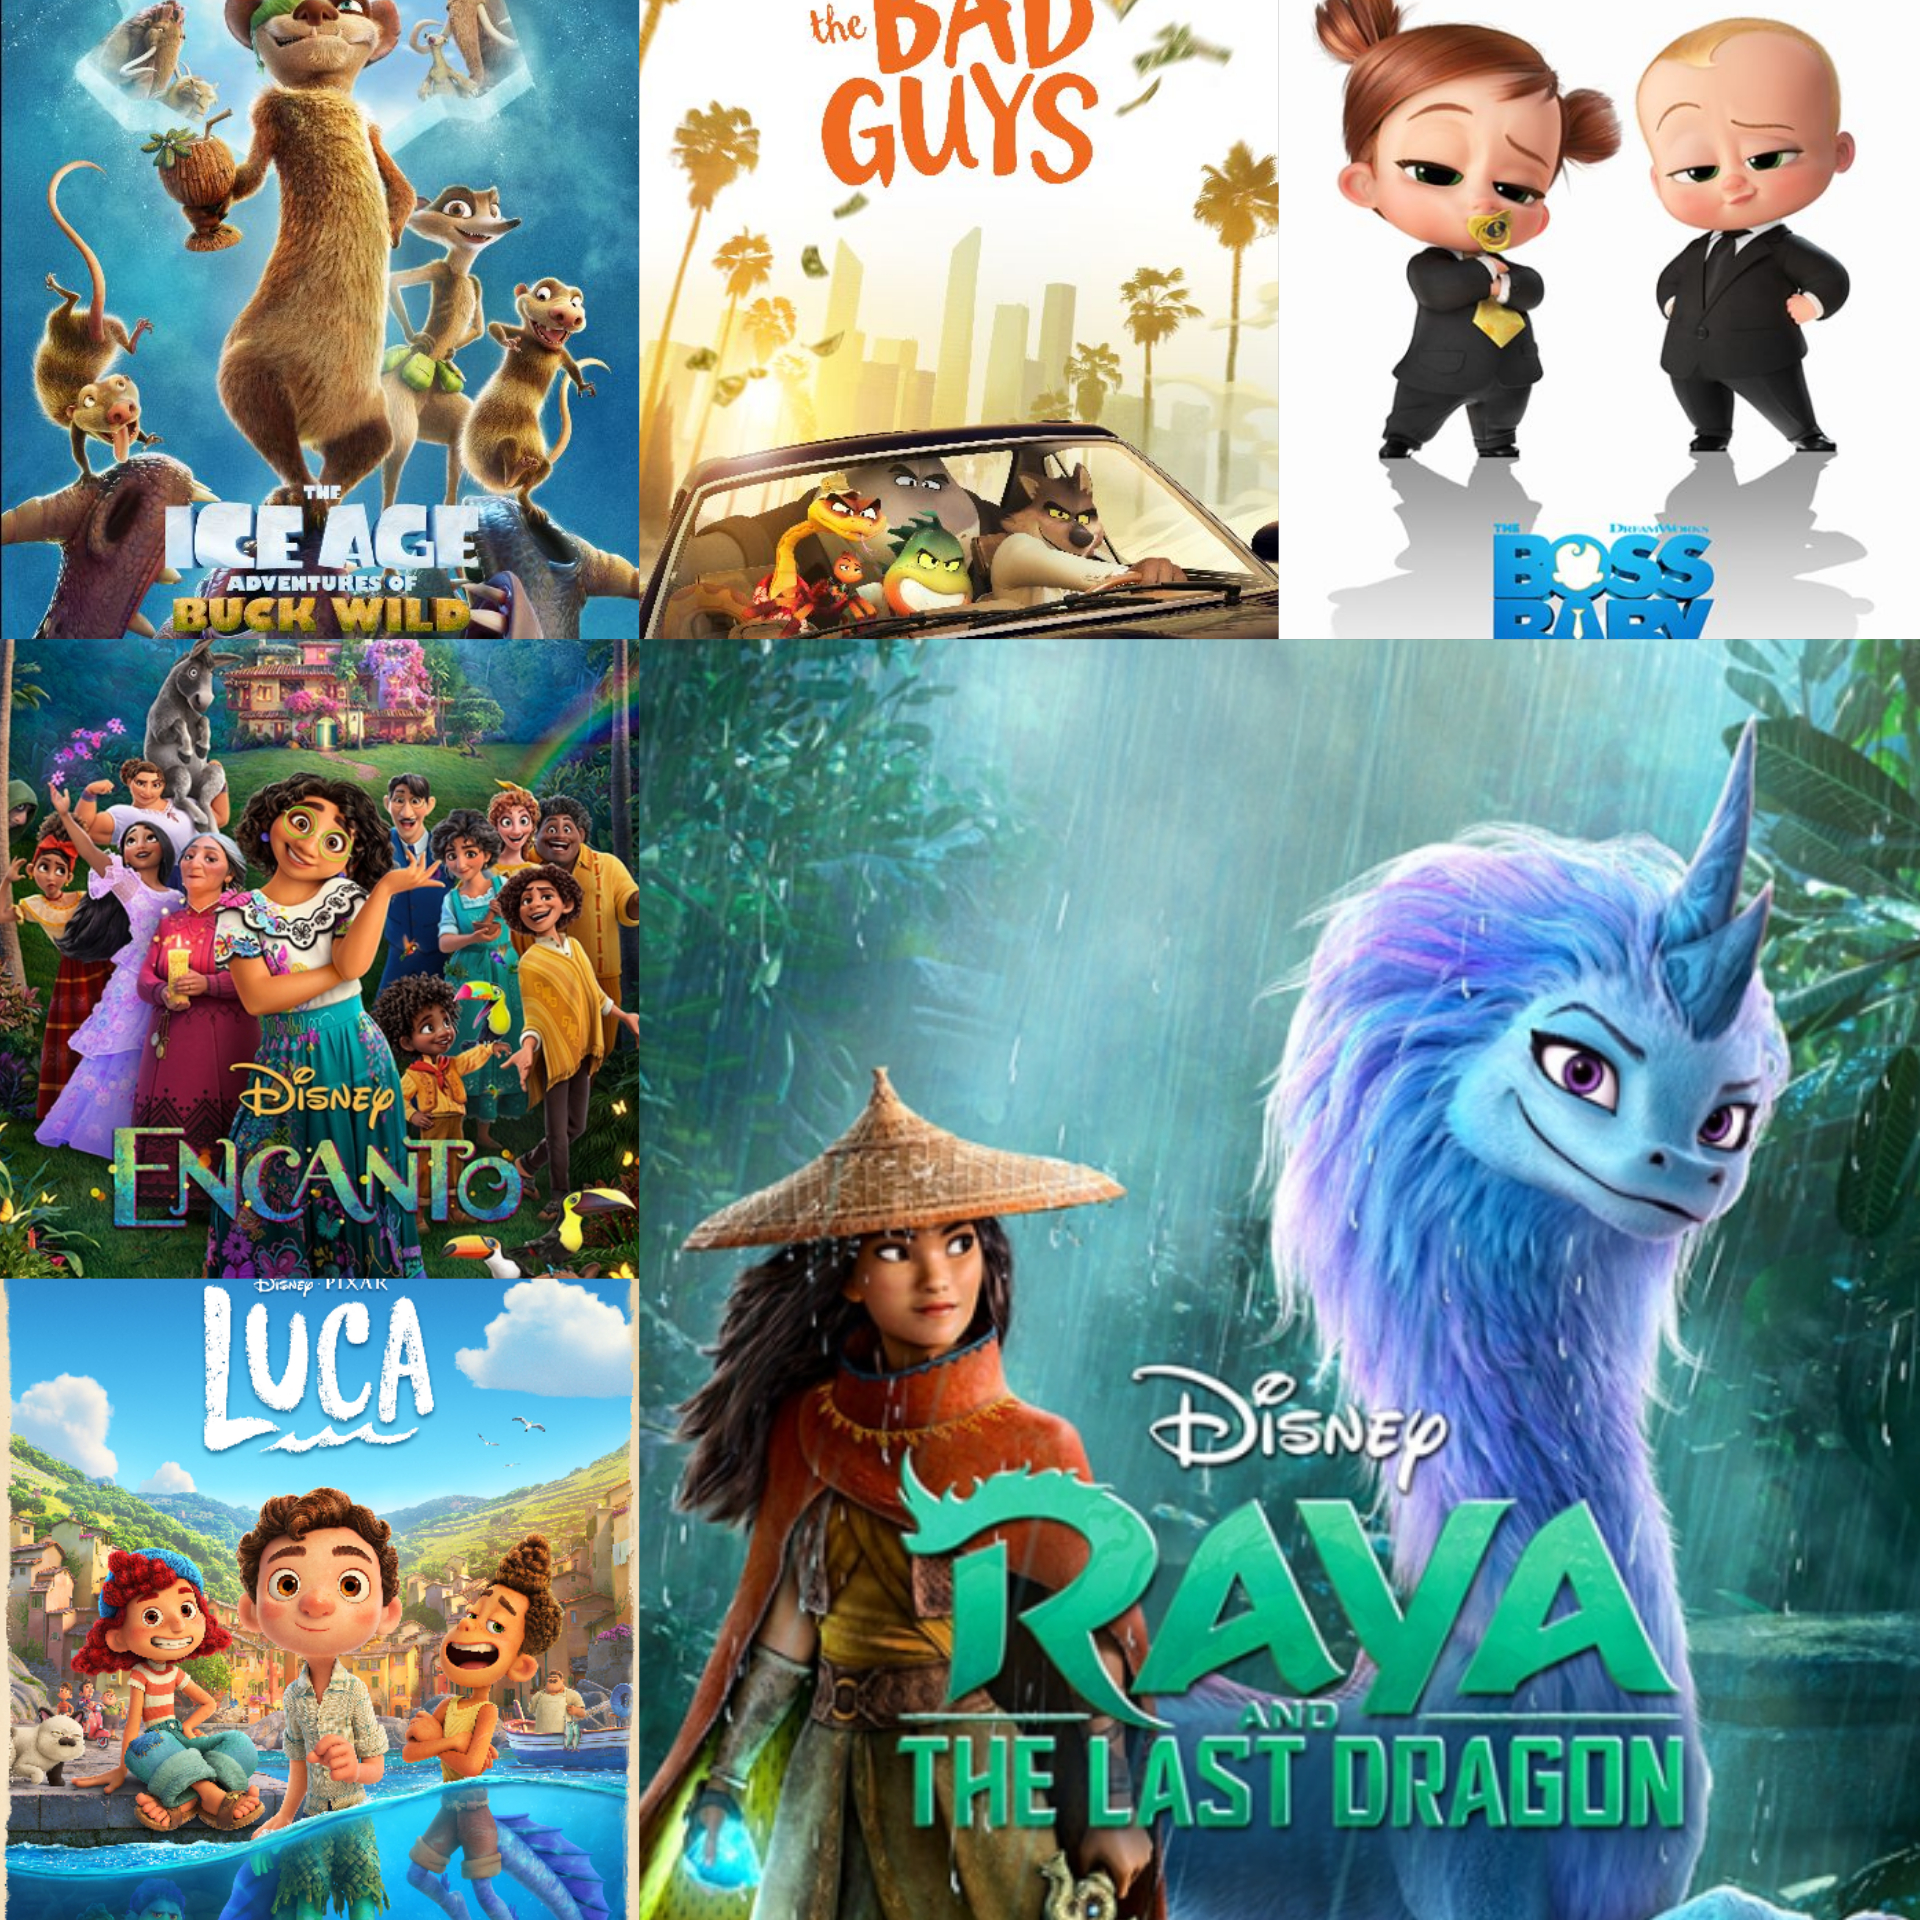 THE
ICE AGE
ADVENTURES OF
BUCK WILD
the BAD
GUYS
THE DREAMWORKS
BOSS
BABY
DISNEY
ENCANTO
DISNEY · PIXAR
LUCA
DISNEY
RAYA
AND
THE LAST DRAGON